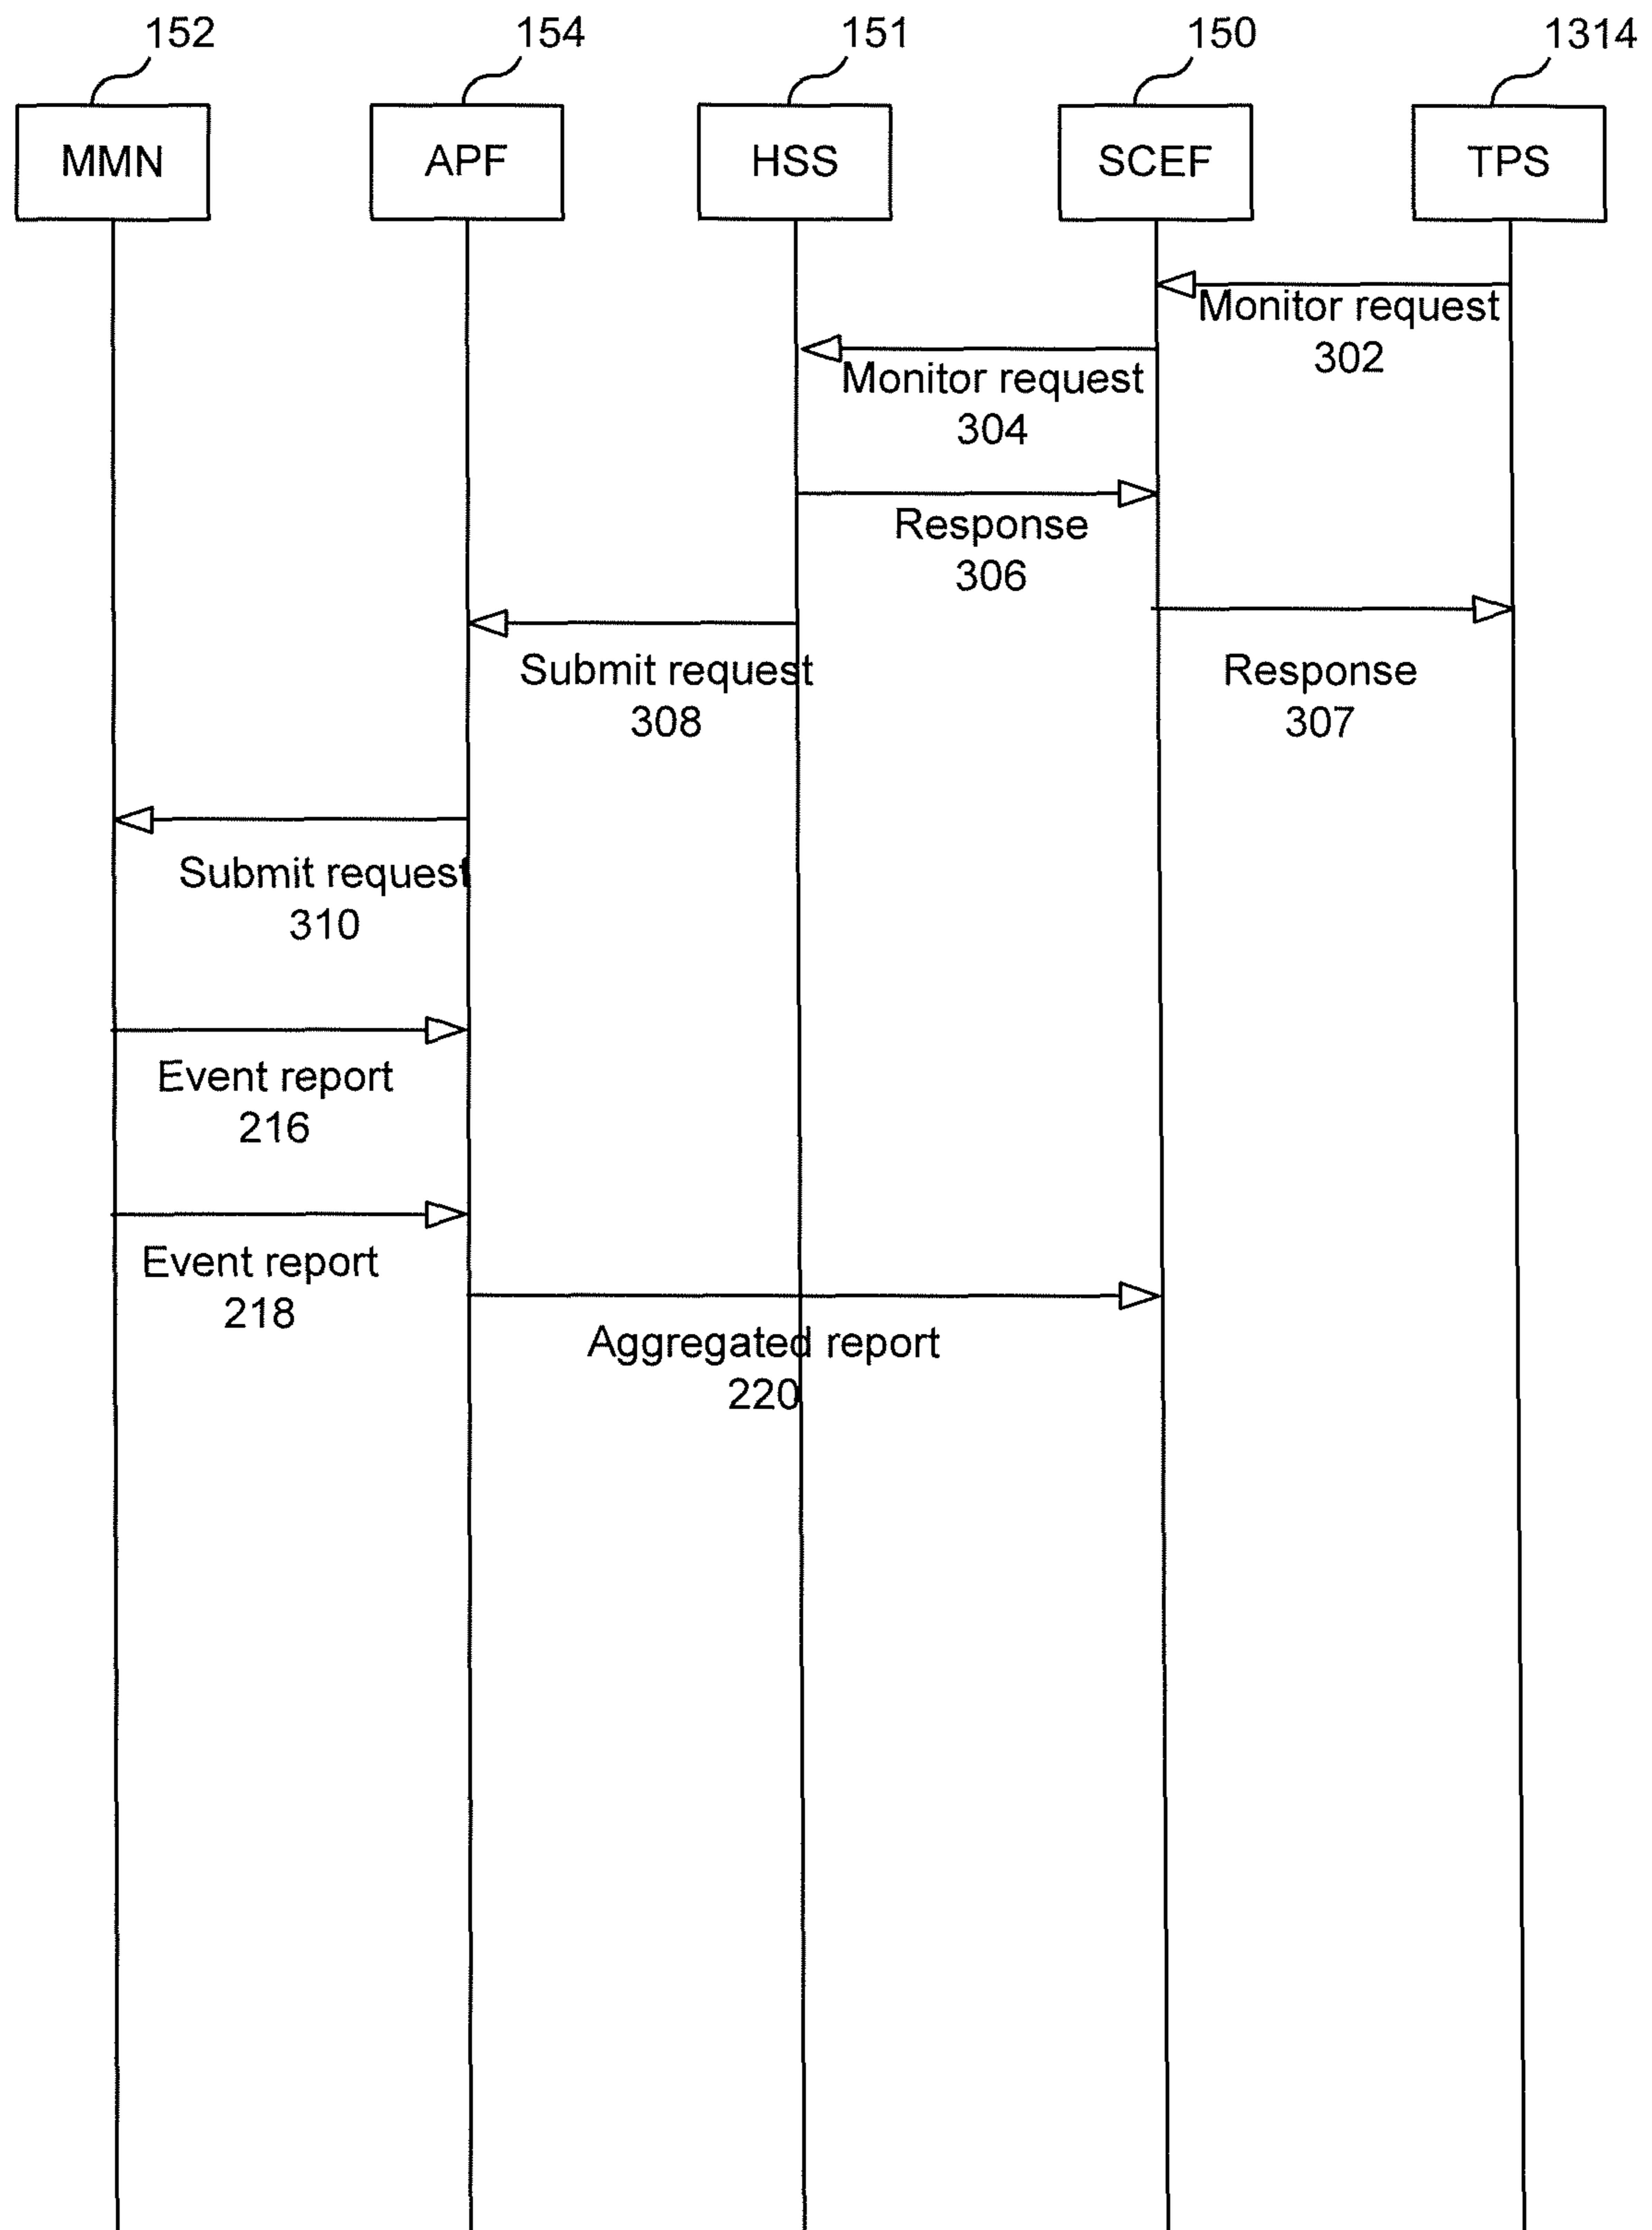 152
154
151
150
1314
MMN
APF
HSS
SCEF
TPS
Monitor request
302
Monitor request
304
Response
306
Submit request
308
Response
307
Submit request
310
Event report
216
Event report
218
Aggregated report
220